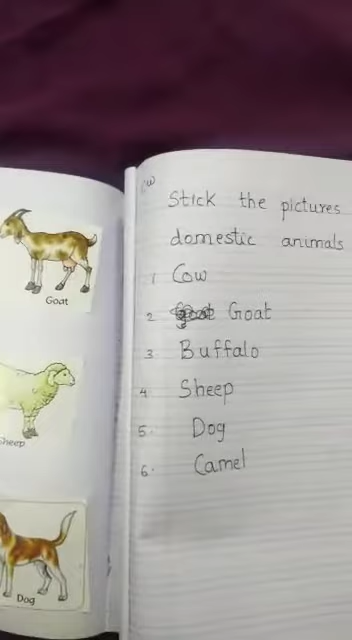 Goat
Sheep
Dog
CW
Stick the pictures
domestic animals
1 Cow
2 Goat
3 Buffalo
4 Sheep
5. Dog
6. Camel